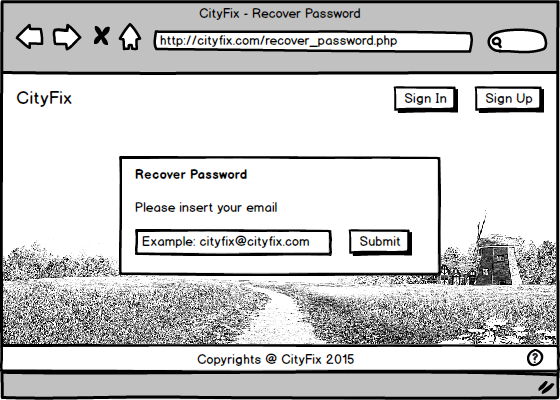 CityFix - Recover Password
http://cityfix.com/recover_password.php
CityFix
Sign In
Sign Up
Recover Password
Please insert your email
Example: cityfix@cityfix.com
Submit
Copyrights @ CityFix 2015
?